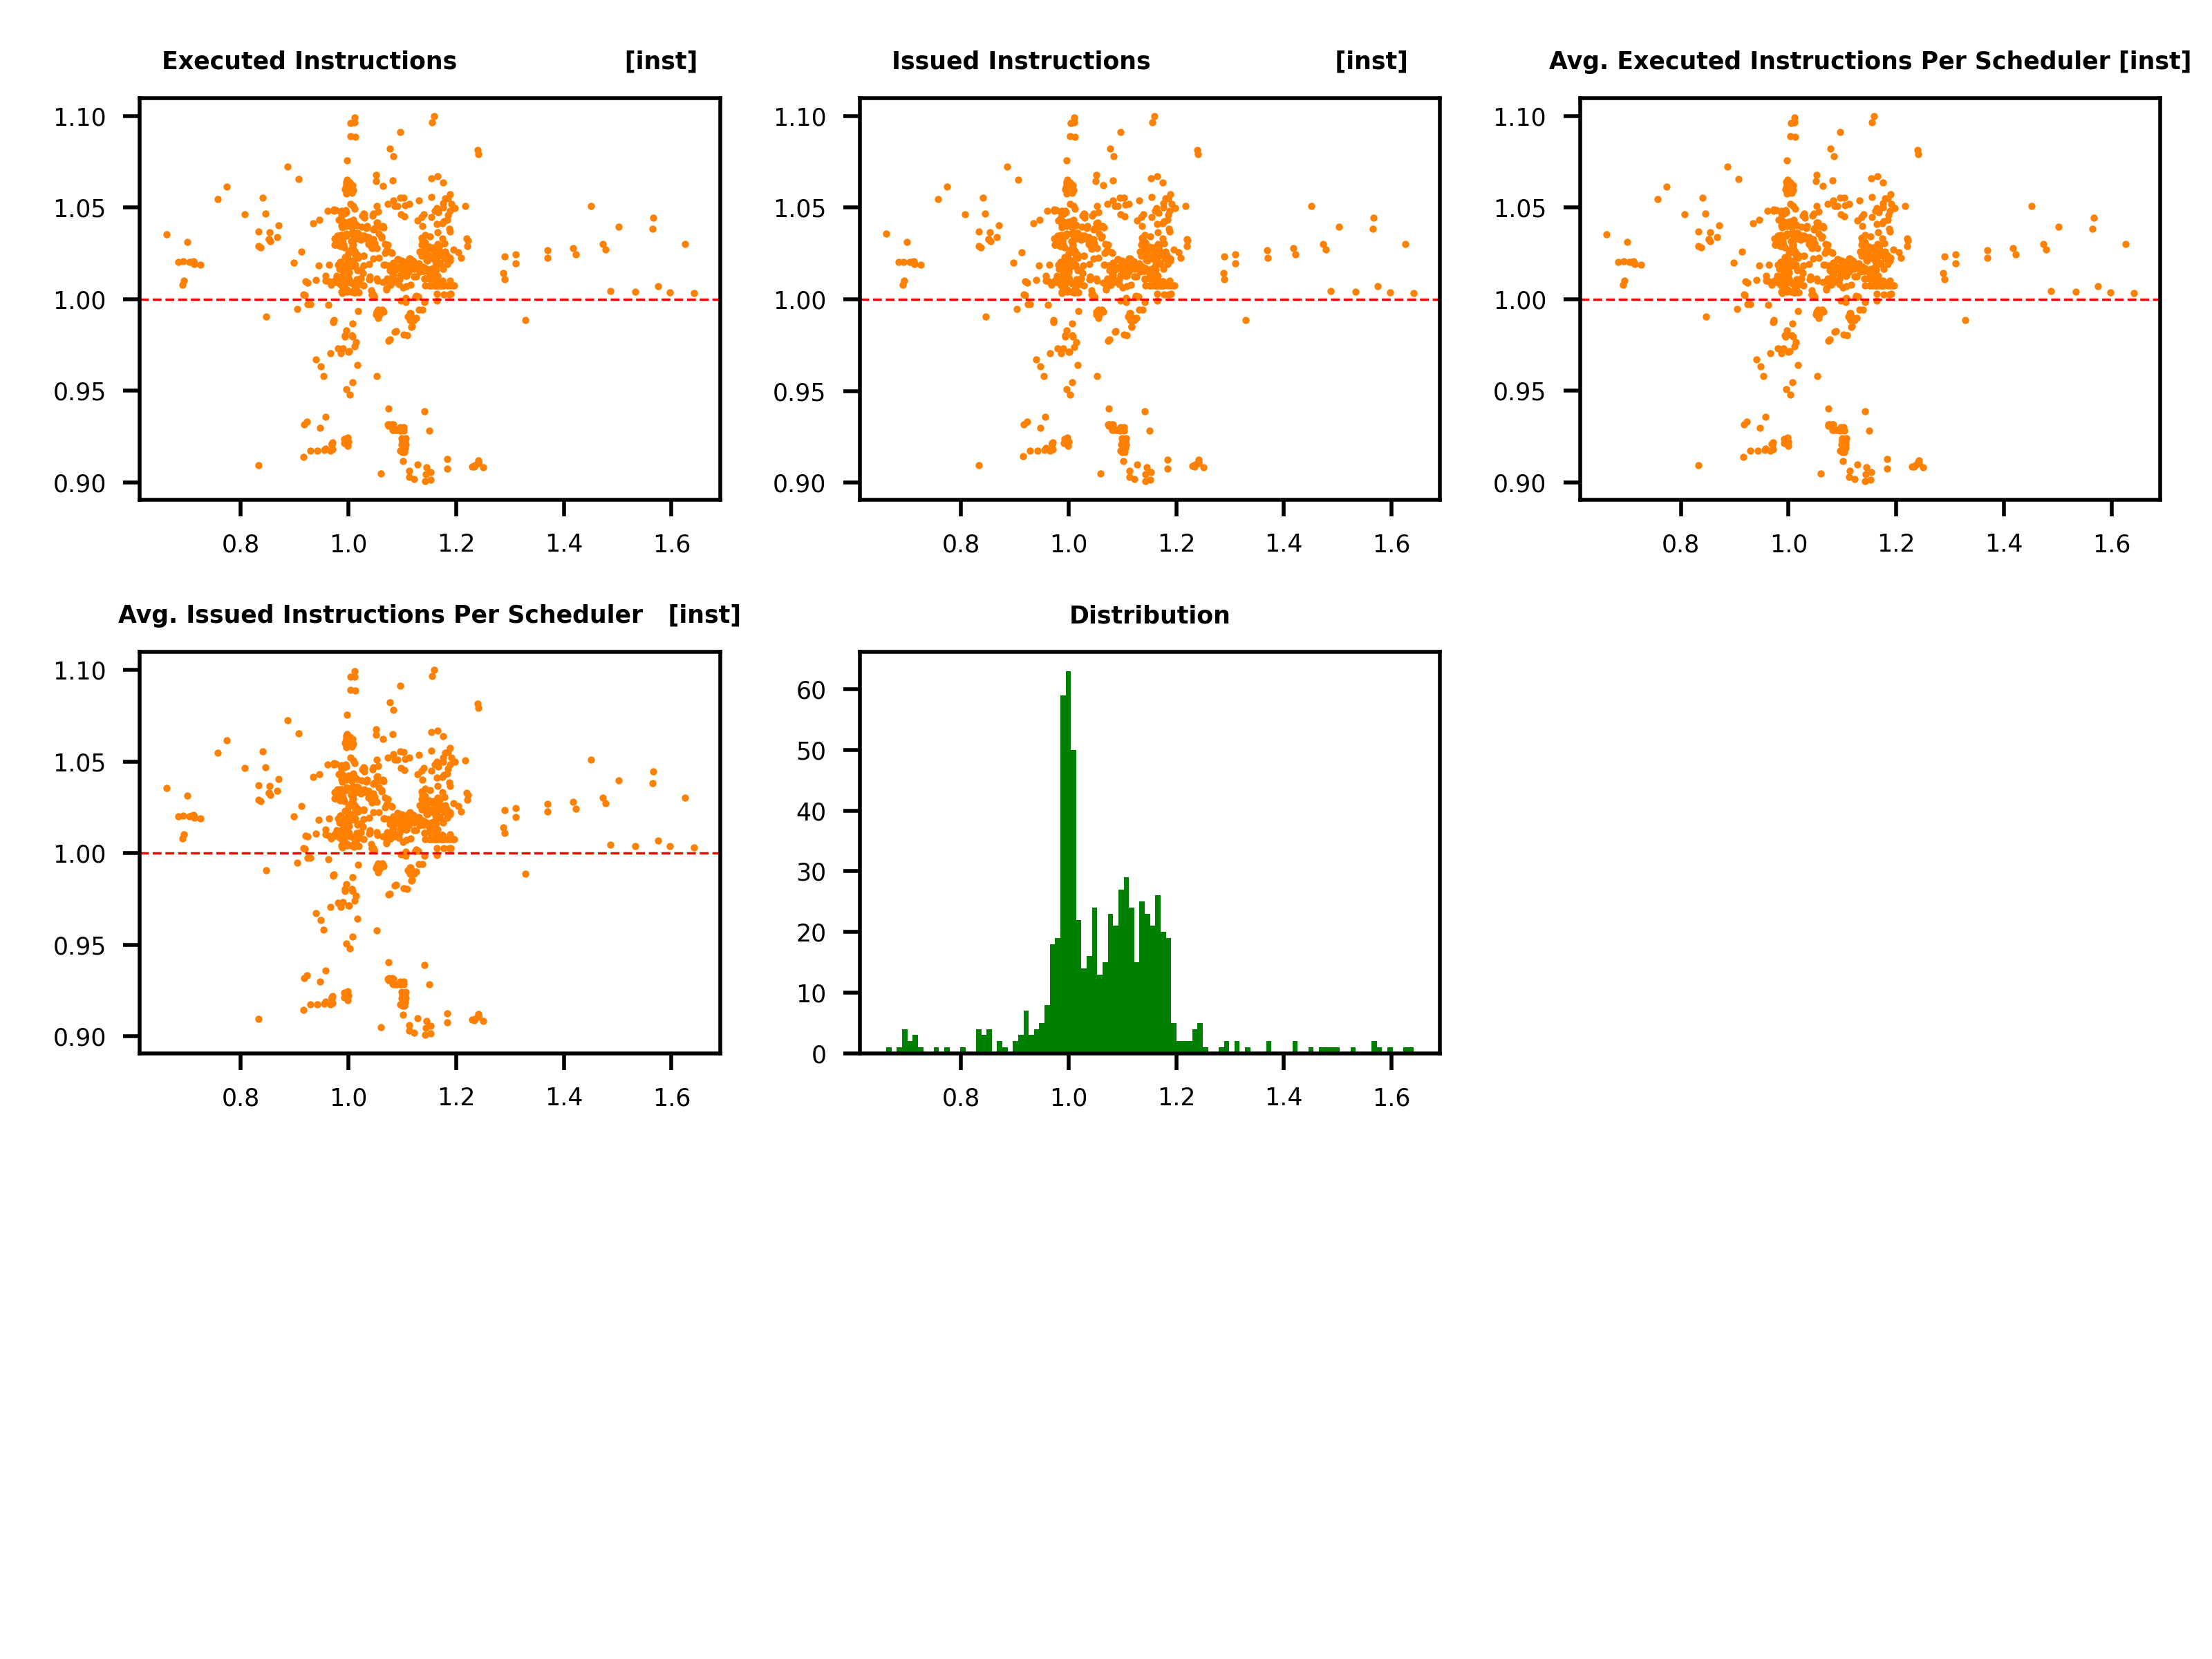 Executed Instructions [inst]
Issued Instructions [inst]
Avg. Executed Instructions Per Scheduler [inst]
1.10
1.05
1.00
0.95
0.90
0.8 1.0 1.2 1.4 1.6
1.10
1.05
1.00
0.95
0.90
0.8 1.0 1.2 1.4 1.6
1.10
1.05
1.00
0.95
0.90
0.8 1.0 1.2 1.4 1.6
Avg. Issued Instructions Per Scheduler [inst]
Distribution
1.10
1.05
1.00
0.95
0.90
0.8 1.0 1.2 1.4 1.6
60
50
40
30
20
10
0
0.8 1.0 1.2 1.4 1.6